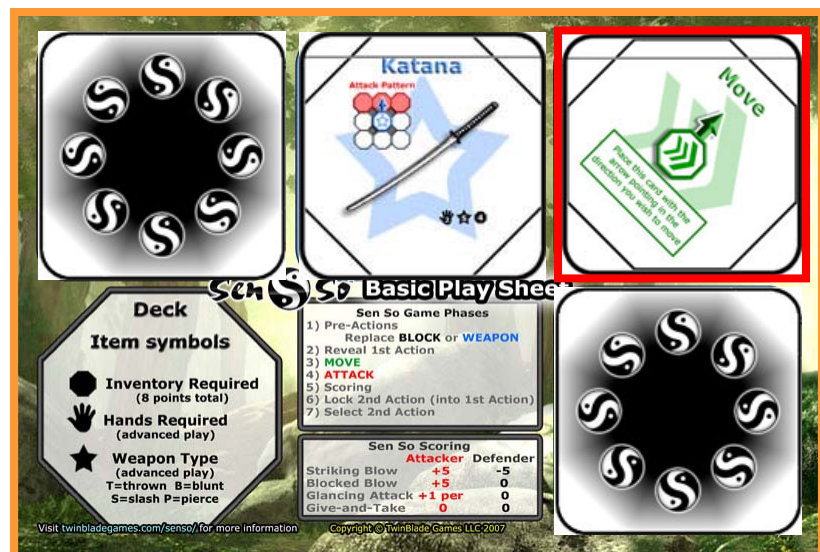 Katana
Attack Pattern
Move
Place this card with the
arrow pointing in the
direction you wish to move
Sen So Basic Play Sheet
Deck
Item symbols
Inventory Required
(8 points total)
Hands Required
(advanced play)
Weapon Type
(advanced play)
T=thrown B=blunt
S=slash P=pierce
Sen So Game Phases
1) Pre-Actions
Replace BLOCK or WEAPON
2) Reveal 1st Action
3) MOVE
4) ATTACK
5) Scoring
6) Lock 2nd Action (into 1st Action)
7) Select 2nd Action
Sen So Scoring
Attacker Defender
Striking Blow +5 -5
Blocked Blow +5 0
Glancing Attack +1 per 0
Give-and-Take 0 0
Visit twinbladegames.com/senso/ for more information
Copyright © TwinBlade Games LLC 2007